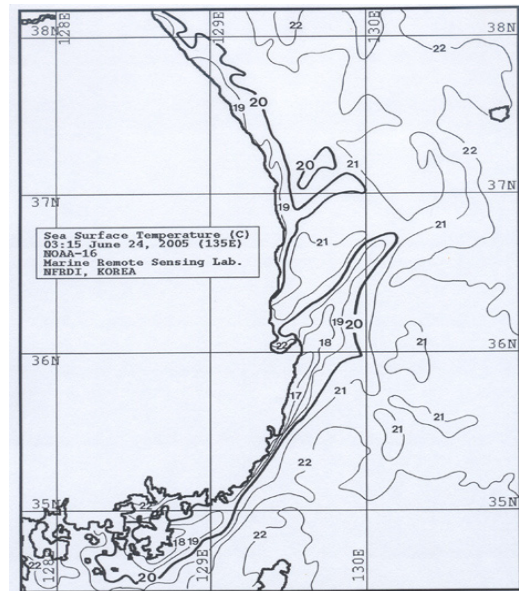 128E
129E
130E
38N
38N
22
22
19
20
20
21
22
37N
37N
19
Sea Surface Temperature (C)
03:15 June 24, 2005 (135E)
NOAA-16
Marine Remote Sensing Lab.
NFRDI, KOREA
21
21
19
20
18
22
36N
36N
21
17
21
21
21
22
35N
35N
22
18
19
22
22
20
128
129E
130E